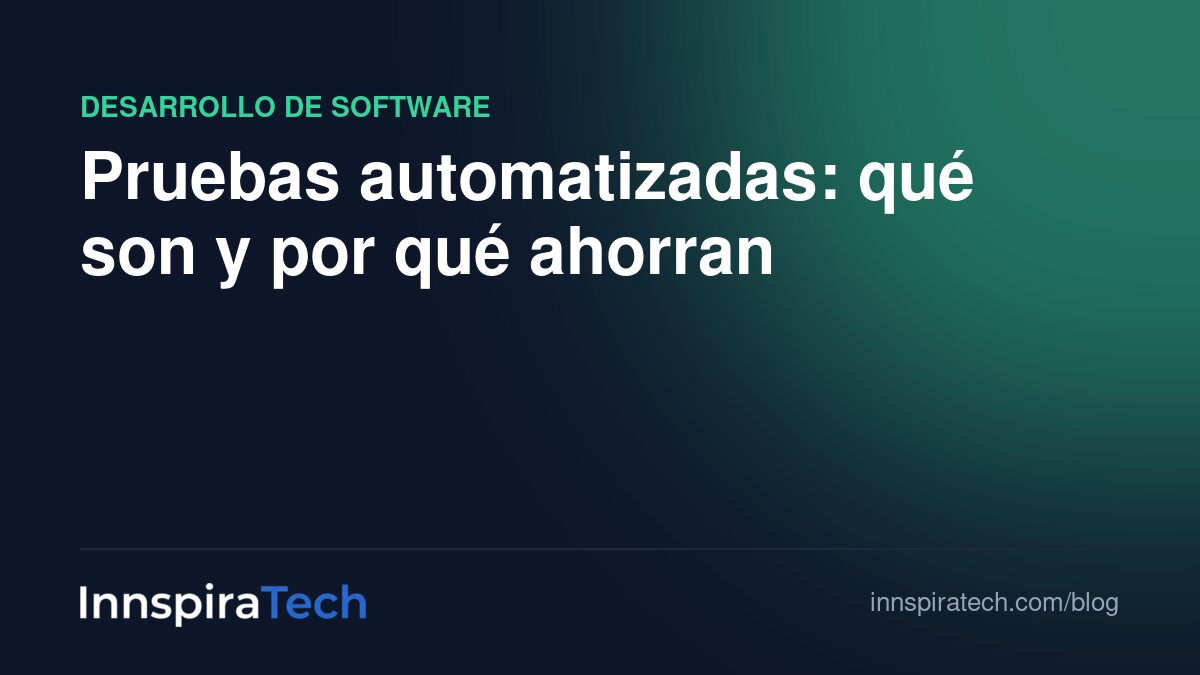 DESARROLLO DE SOFTWARE
Pruebas automatizadas: qué
son y por qué ahorran
InnspiraTech
innspiratech.com/blog